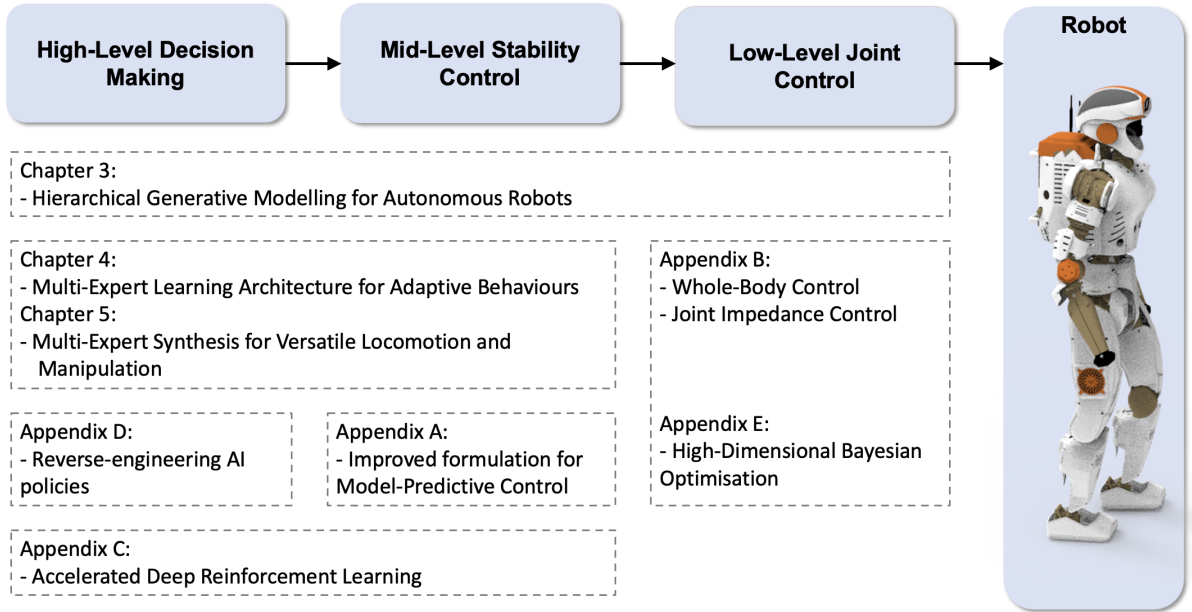 High-Level Decision
Making
Mid-Level Stability
Control
Low-Level Joint
Control
Robot
Chapter 3:
- Hierarchical Generative Modelling for Autonomous Robots
Chapter 4:
- Multi-Expert Learning Architecture for Adaptive Behaviours
Chapter 5:
- Multi-Expert Synthesis for Versatile Locomotion and
Manipulation
Appendix B:
- Whole-Body Control
- Joint Impedance Control
Appendix D:
- Reverse-engineering AI
policies
Appendix A:
- Improved formulation for
Model-Predictive Control
Appendix E:
- High-Dimensional Bayesian
Optimisation
Appendix C:
- Accelerated Deep Reinforcement Learning